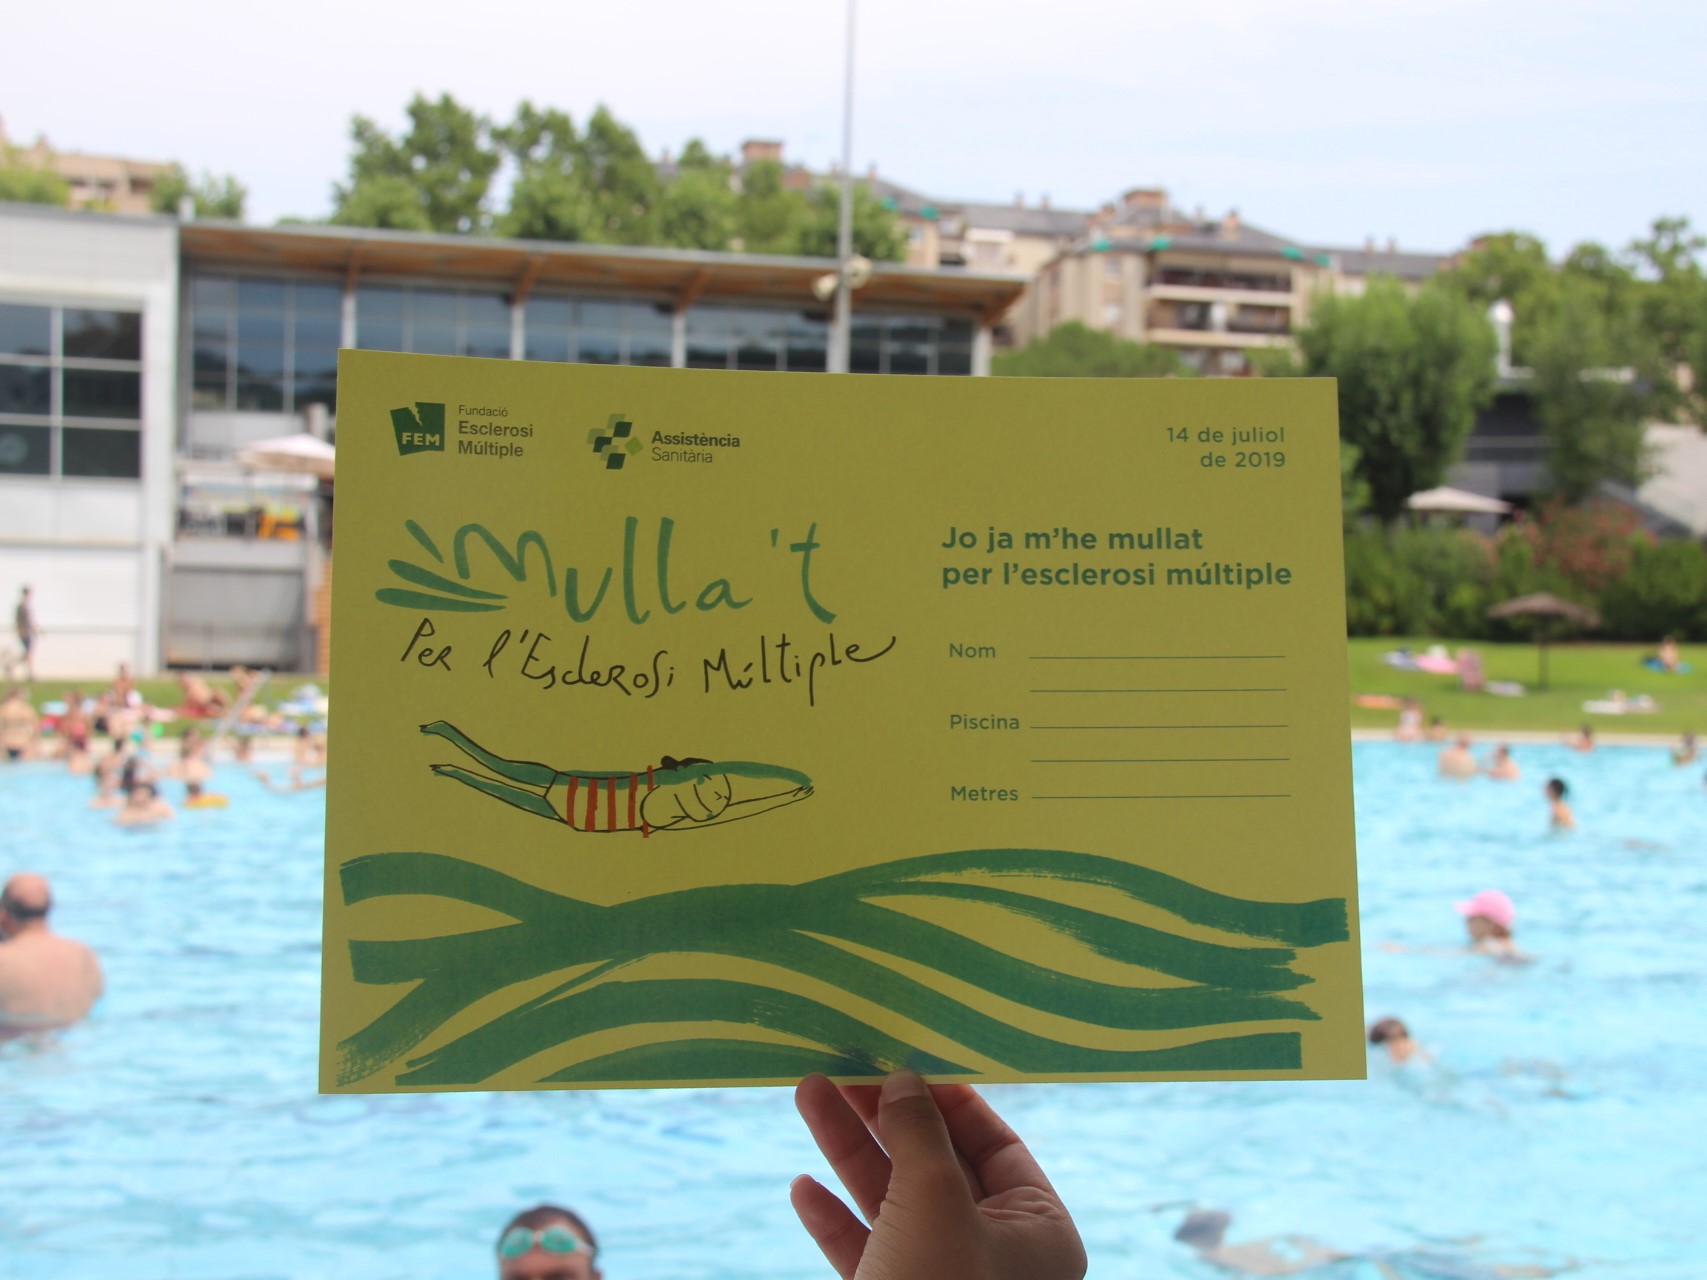 FEM
Fundació
Esclerosi
Múltiple
Assistència
Sanitària
14 de juliol
de 2019
Mulla't
Per l'Esclerosi Múltiple
Jo ja m'he mullat
per l'esclerosi múltiple
Nom
Piscina
Metres